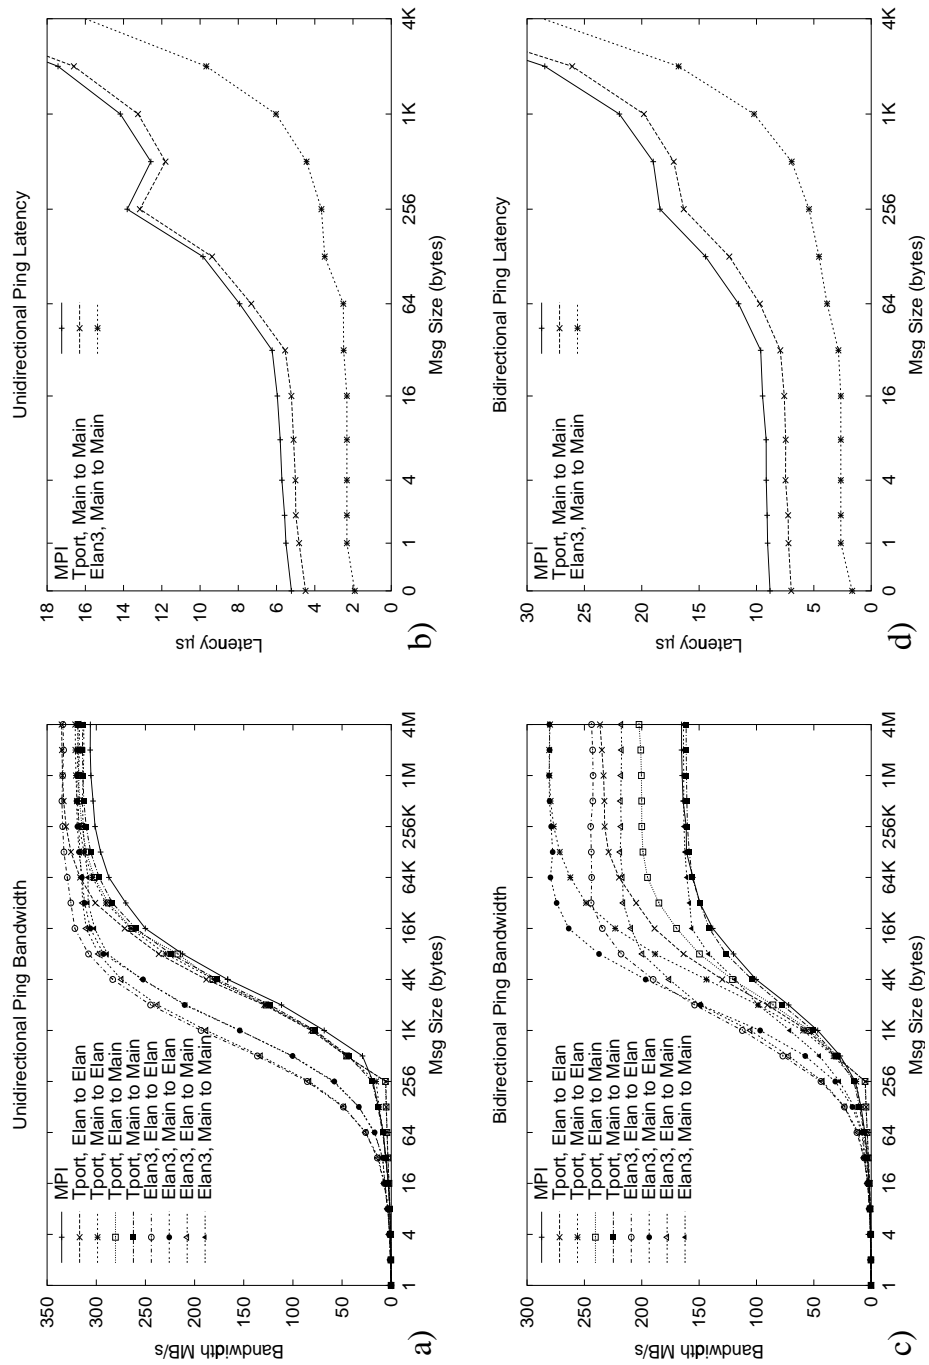 Unidirectional Ping Bandwidth
350
300
250
200
150
100
50
0
Bandwidth MB/s
1
4
16
64
256
1K
4K
16K
64K
256K
1M
4M
Msg Size (bytes)
MPI
Tport, Elan to Elan
Tport, Main to Elan
Tport, Elan to Main
Tport, Main to Main
Elan3, Elan to Elan
Elan3, Main to Elan
Elan3, Elan to Main
Elan3, Main to Main
a)
Unidirectional Ping Latency
18
16
14
12
10
8
6
4
2
0
Latency µs
0
1
4
16
64
256
1K
4K
Msg Size (bytes)
MPI
Tport, Main to Main
Elan3, Main to Main
b)
Bidirectional Ping Bandwidth
300
250
200
150
100
50
0
Bandwidth MB/s
1
4
16
64
256
1K
4K
16K
64K
256K
1M
4M
Msg Size (bytes)
MPI
Tport, Elan to Elan
Tport, Main to Elan
Tport, Elan to Main
Tport, Main to Main
Elan3, Elan to Elan
Elan3, Main to Elan
Elan3, Elan to Main
Elan3, Main to Main
c)
Bidirectional Ping Latency
30
25
20
15
10
5
0
Latency µs
0
1
4
16
64
256
1K
4K
Msg Size (bytes)
MPI
Tport, Main to Main
Elan3, Main to Main
d)